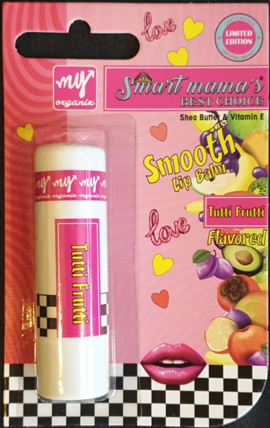 LIMITED
EDITION
love
my
organix
Smart mama's
BEST CHOICE
Shea Butter & Vitamin E
Smooth
Lip Balm
my
organix
Tutti Frutti
love
Tutti Frutti
Flavored